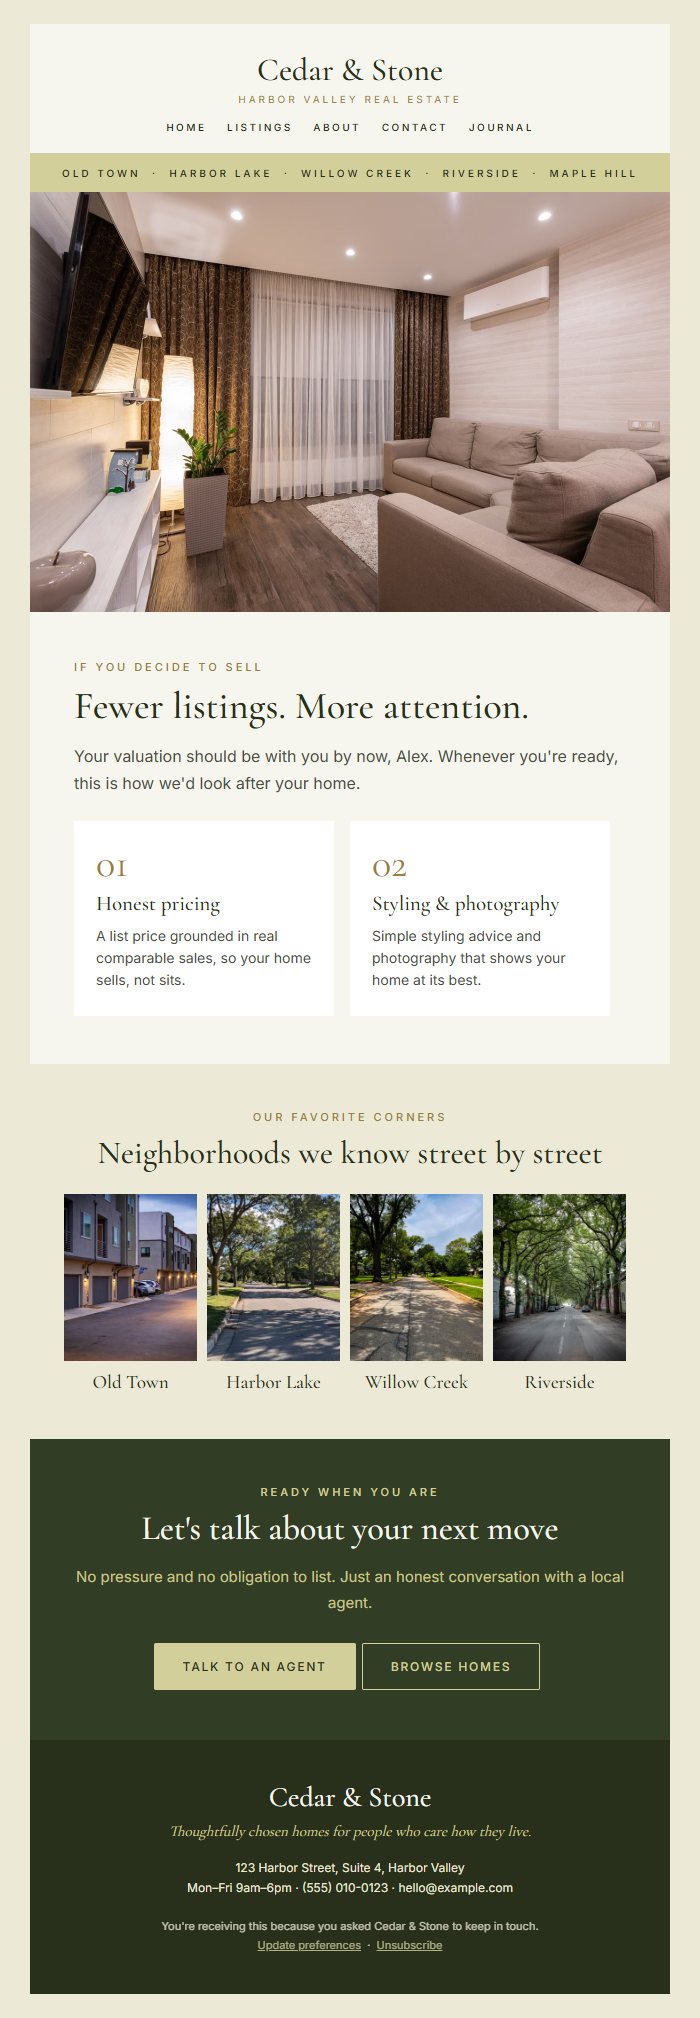 Cedar & Stone
HARBOR VALLEY REAL ESTATE
HOME LISTINGS ABOUT CONTACT JOURNAL
OLD TOWN · HARBOR LAKE · WILLOW CREEK · RIVERSIDE · MAPLE HILL
IF YOU DECIDE TO SELL
Fewer listings. More attention.
Your valuation should be with you by now, Alex. Whenever you're ready,
this is how we'd look after your home.
01
Honest pricing
A list price grounded in real
comparable sales, so your home
sells, not sits.
02
Styling & photography
Simple styling advice and
photography that shows your
home at its best.
OUR FAVORITE CORNERS
Neighborhoods we know street by street
Old Town
Harbor Lake
Willow Creek
Riverside
READY WHEN YOU ARE
Let's talk about your next move
No pressure and no obligation to list. Just an honest conversation with a local
agent.
TALK TO AN AGENT
BROWSE HOMES
Cedar & Stone
Thoughtfully chosen homes for people who care how they live.
123 Harbor Street, Suite 4, Harbor Valley
Mon–Fri 9am–6pm · (555) 010-0123 · hello@example.com
You're receiving this because you asked Cedar & Stone to keep in touch.
Update preferences · Unsubscribe